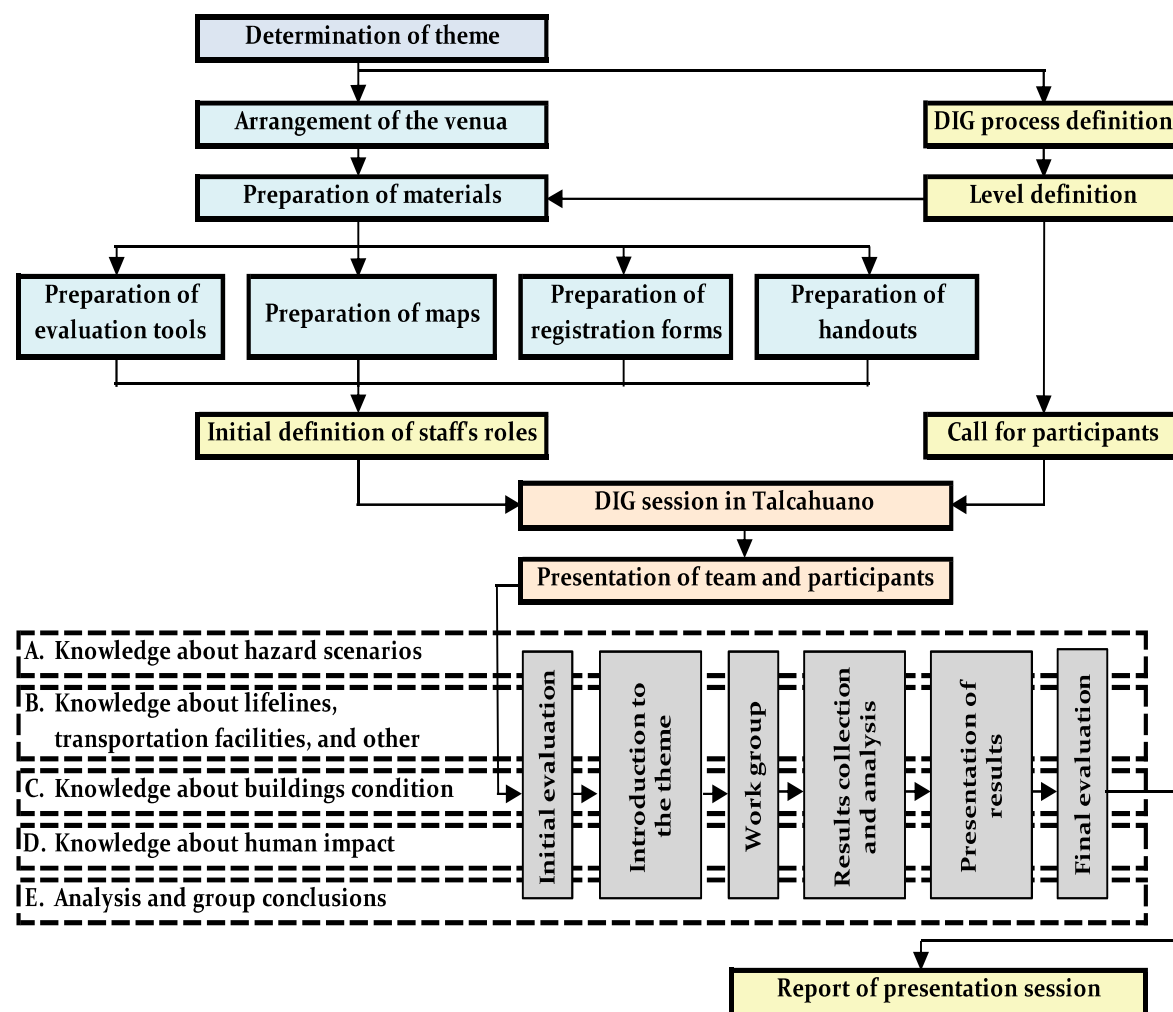 Determination of theme
Arrangement of the venua
DIG process definition
Preparation of materials
Level definition
Preparation of
evaluation tools
Preparation of maps
Preparation of
registration forms
Preparation of
handouts
Initial definition of staff's roles
Call for participants
DIG session in Talcahuano
Presentation of team and participants
A. Knowledge about hazard scenarios
B. Knowledge about lifelines,
transportation facilities, and other
C. Knowledge about buildings condition
D. Knowledge about human impact
E. Analysis and group conclusions
Initial evaluation
Introduction to
the theme
Work group
Results collection
and analysis
Presentation of
results
Final evaluation
Report of presentation session